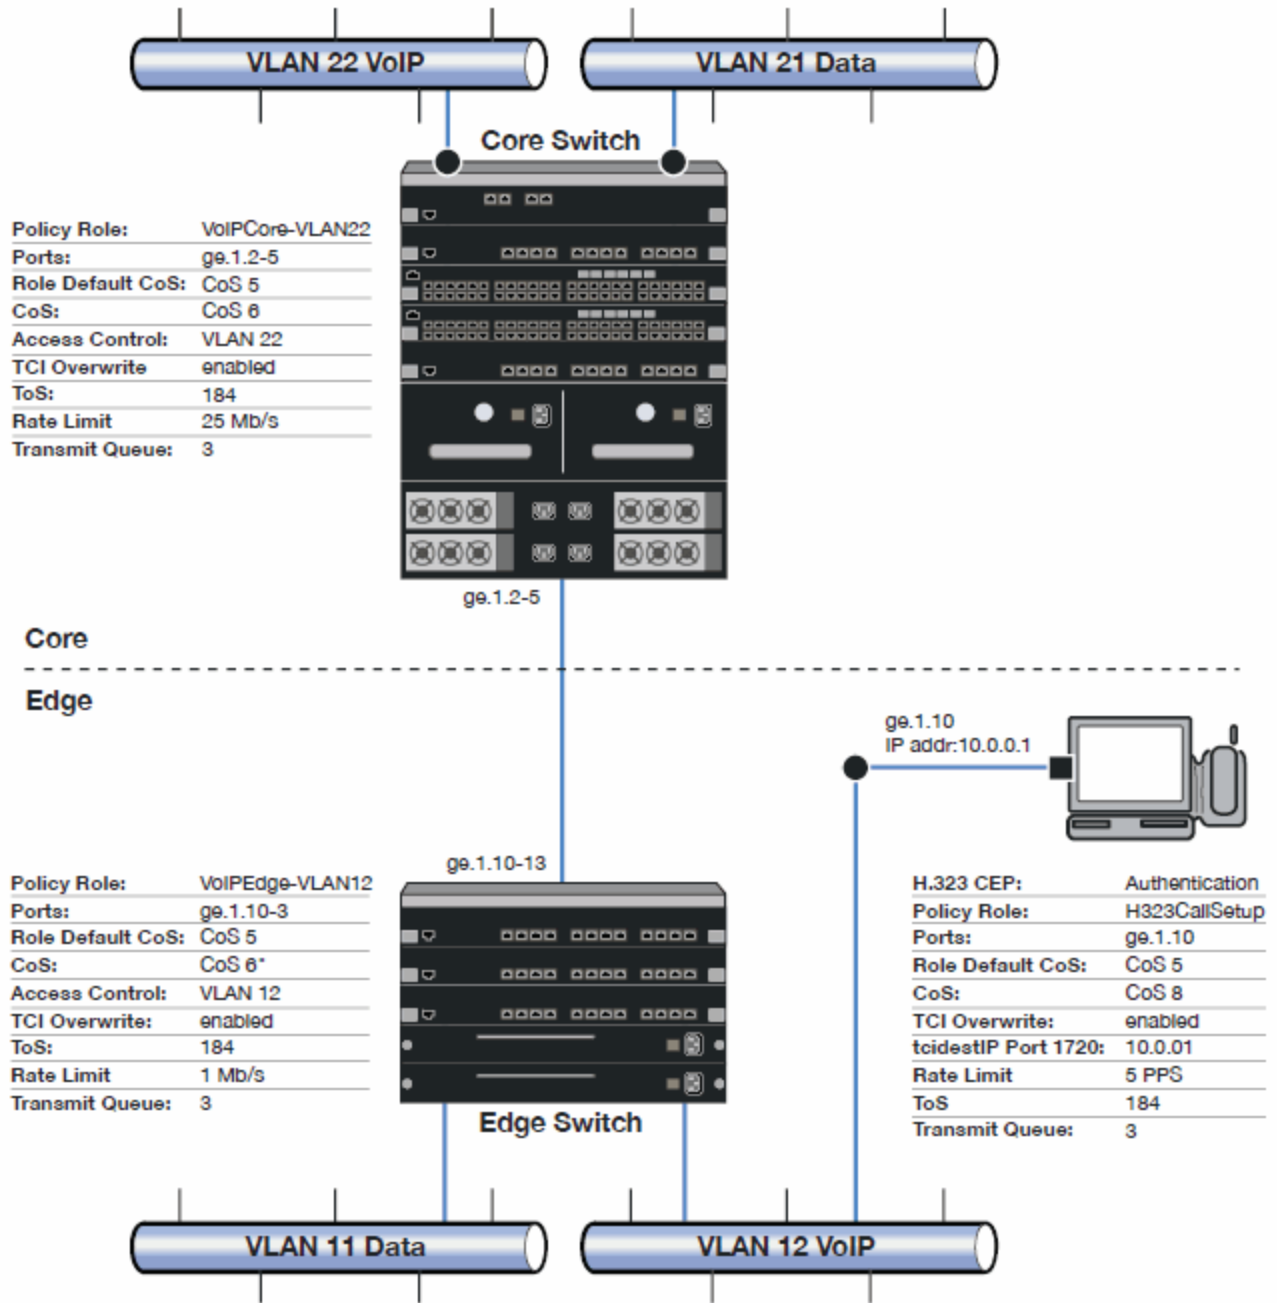 VLAN 22 VoIP
VLAN 21 Data
Core Switch
Policy Role: VoIPCore-VLAN22
Ports: ge.1.2-5
Role Default CoS: CoS 5
CoS: CoS 6
Access Control: VLAN 22
TCI Overwrite enabled
ToS: 184
Rate Limit 25 Mb/s
Transmit Queue: 3
ge.1.2-5
Core
Edge
ge.1.10
IP addr:10.0.0.1
ge.1.10-13
Policy Role: VoIPEdge-VLAN12
Ports: ge.1.10-3
Role Default CoS: CoS 5
CoS: CoS 6*
Access Control: VLAN 12
TCI Overwrite: enabled
ToS: 184
Rate Limit 1 Mb/s
Transmit Queue: 3
H.323 CEP: Authentication
Policy Role: H323CallSetup
Ports: ge.1.10
Role Default CoS: CoS 5
CoS: CoS 8
TCI Overwrite: enabled
tcidestIP Port 1720: 10.0.01
Rate Limit 5 PPS
ToS 184
Transmit Queue: 3
Edge Switch
VLAN 11 Data
VLAN 12 VoIP